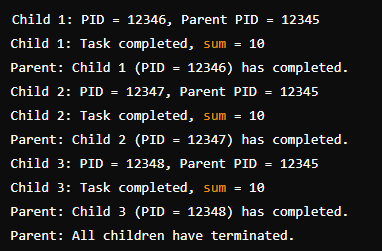 Child 1: PID = 12346, Parent PID = 12345
Child 1: Task completed, sum = 10
Parent: Child 1 (PID = 12346) has completed.
Child 2: PID = 12347, Parent PID = 12345
Child 2: Task completed, sum = 10
Parent: Child 2 (PID = 12347) has completed.
Child 3: PID = 12348, Parent PID = 12345
Child 3: Task completed, sum = 10
Parent: Child 3 (PID = 12348) has completed.
Parent: All children have terminated.